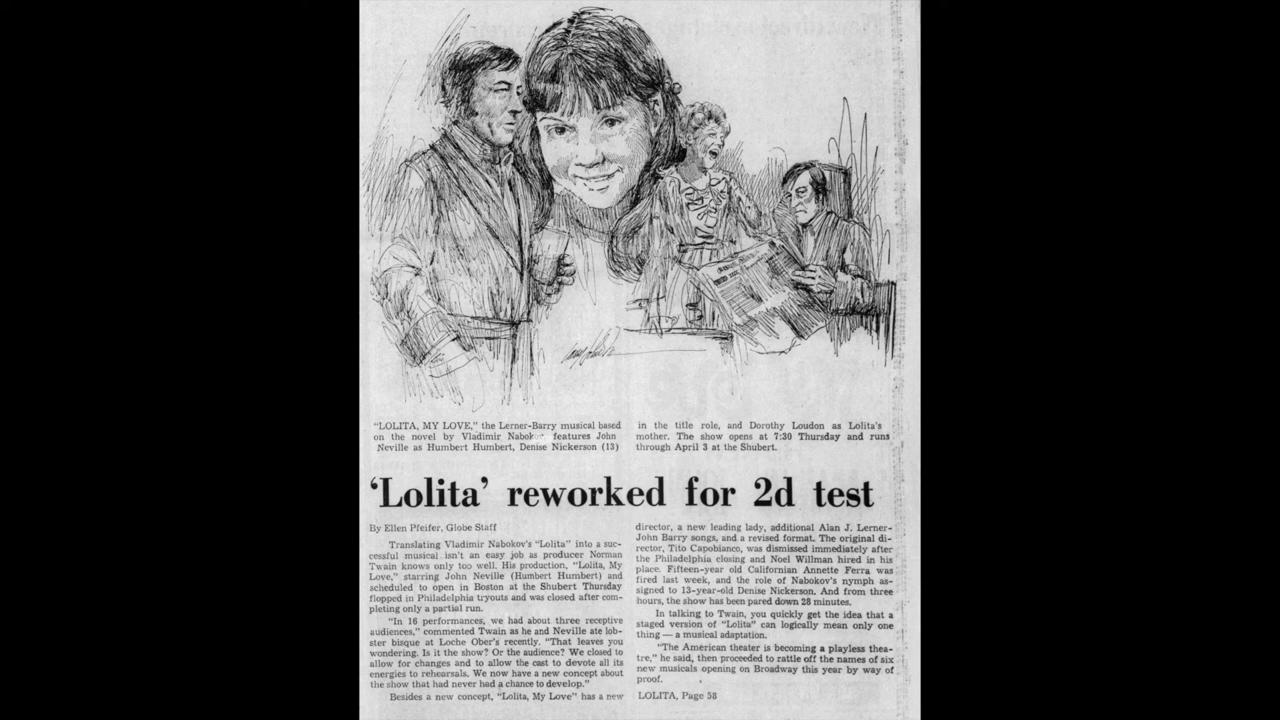 "LOLITA, MY LOVE," the Lerner-Barry musical based
on the novel by Vladimir Nabokov features John
Neville as Humbert Humbert, Denise Nickerson (13)
in the title role, and Dorothy Loudon as Lolita's
mother. The show opens at 7:30 Thursday and runs
through April 3 at the Shubert.
'Lolita' reworked for 2d test
By Ellen Pfeifer, Globe Staff
Translating Vladimir Nabokov's "Lolita" into a suc-
cessful musical isn't an easy job as producer Norman
Twain knows only too well. His production, "Lolita, My
Love," starring John Neville (Humbert Humbert) and
scheduled to open in Boston at the Shubert Thursday
flopped in Philadelphia tryouts and was closed after com-
pleting only a partial run.
"In 16 performances, we had about three receptive
audiences," commented Twain as he and Neville ate lob-
ster bisque at Loche Ober's recently. "That leaves you
wondering. Is it the show? Or the audience? We closed to
allow for changes and to allow the cast to devote all its
energies to rehearsals. We now have a new concept about
the show that had never had a chance to develop."
Besides a new concept, "Lolita, My Love" has a new
director, a new leading lady, additional Alan J. Lerner-
John Barry songs, and a revised format. The original di-
rector, Tito Capobianco, was dismissed immediately after
the Philadelphia closing and Noel Willman hired in his
place. Fifteen-year old Californian Annette Ferra was
fired last week, and the role of Nabokov's nymph as-
signed to 13-year-old Denise Nickerson. And from three
hours, the show has been pared down 28 minutes.
In talking to Twain, you quickly get the idea that a
staged version of "Lolita" can logically mean only one
thing — a musical adaptation.
"The American theater is becoming a playless thea-
tre," he said, then proceeded to rattle off the names of six
new musicals opening on Broadway this year by way of
proof.
LOLITA, Page 58